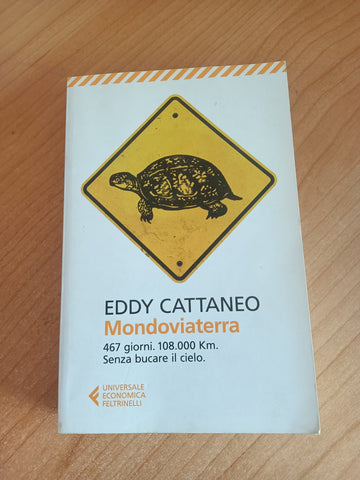 EDDY CATTANEO
Mondoviaterra
467 giorni. 108.000 Km.
Senza bucare il cielo.
UNIVERSALE
ECONOMICA
FELTRINELLI